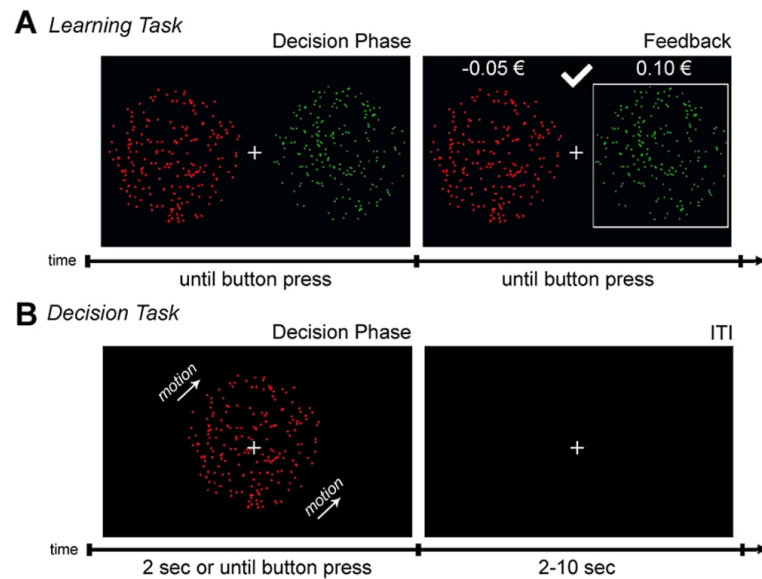 A Learning Task
Decision Phase
Feedback
-0.05 €
0.10 €
time
until button press
until button press
B Decision Task
Decision Phase
ITI
motion
motion
time
2 sec or until button press
2-10 sec